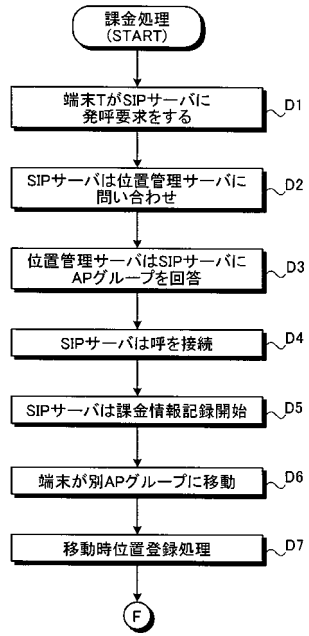 課金処理
(START)
端末TがSIPサーバに
発呼要求をする
D1
SIPサーバは位置管理サーバに
問い合わせ
D2
位置管理サーバはSIPサーバに
APグループを回答
D3
SIPサーバは呼を接続
D4
SIPサーバは課金情報記録開始
D5
端末が別APグループに移動
D6
移動時位置登録処理
D7
F